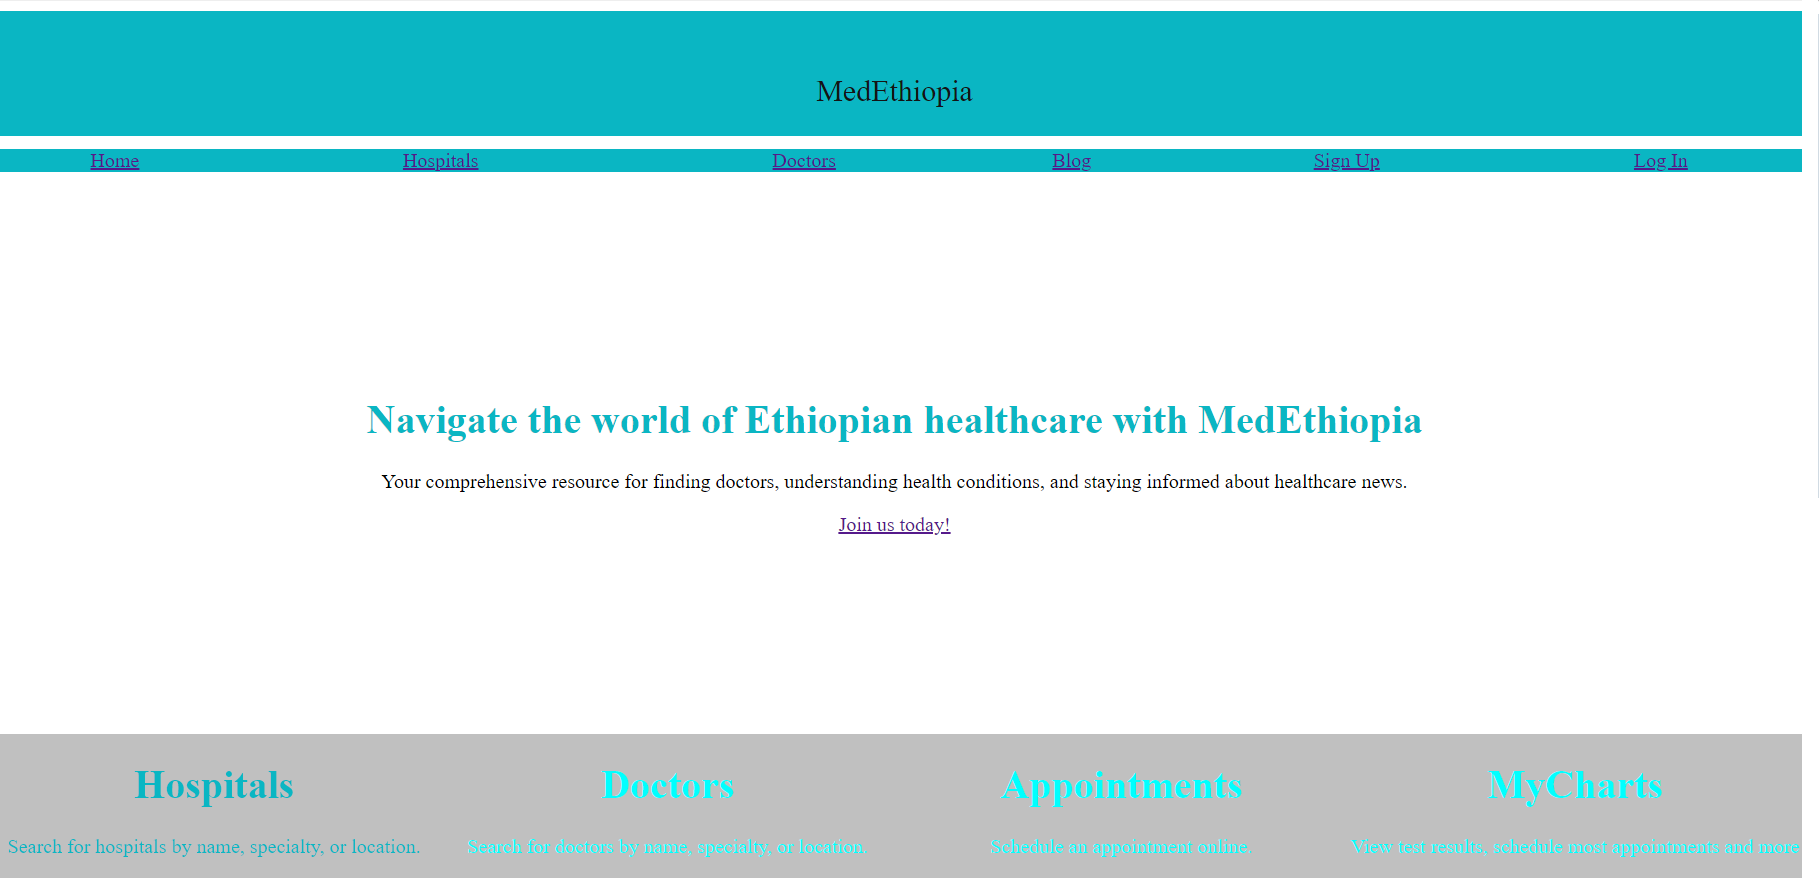 MedEthiopia
Home Hospitals Doctors Blog Sign Up Log In
Navigate the world of Ethiopian healthcare with MedEthiopia
Your comprehensive resource for finding doctors, understanding health conditions, and staying informed about healthcare news.
Join us today!
Hospitals Doctors Appointments MyCharts
Search for hospitals by name, specialty, or location. Search for doctors by name, specialty, or location. Schedule an appointment online. View test results, schedule most appointments and more